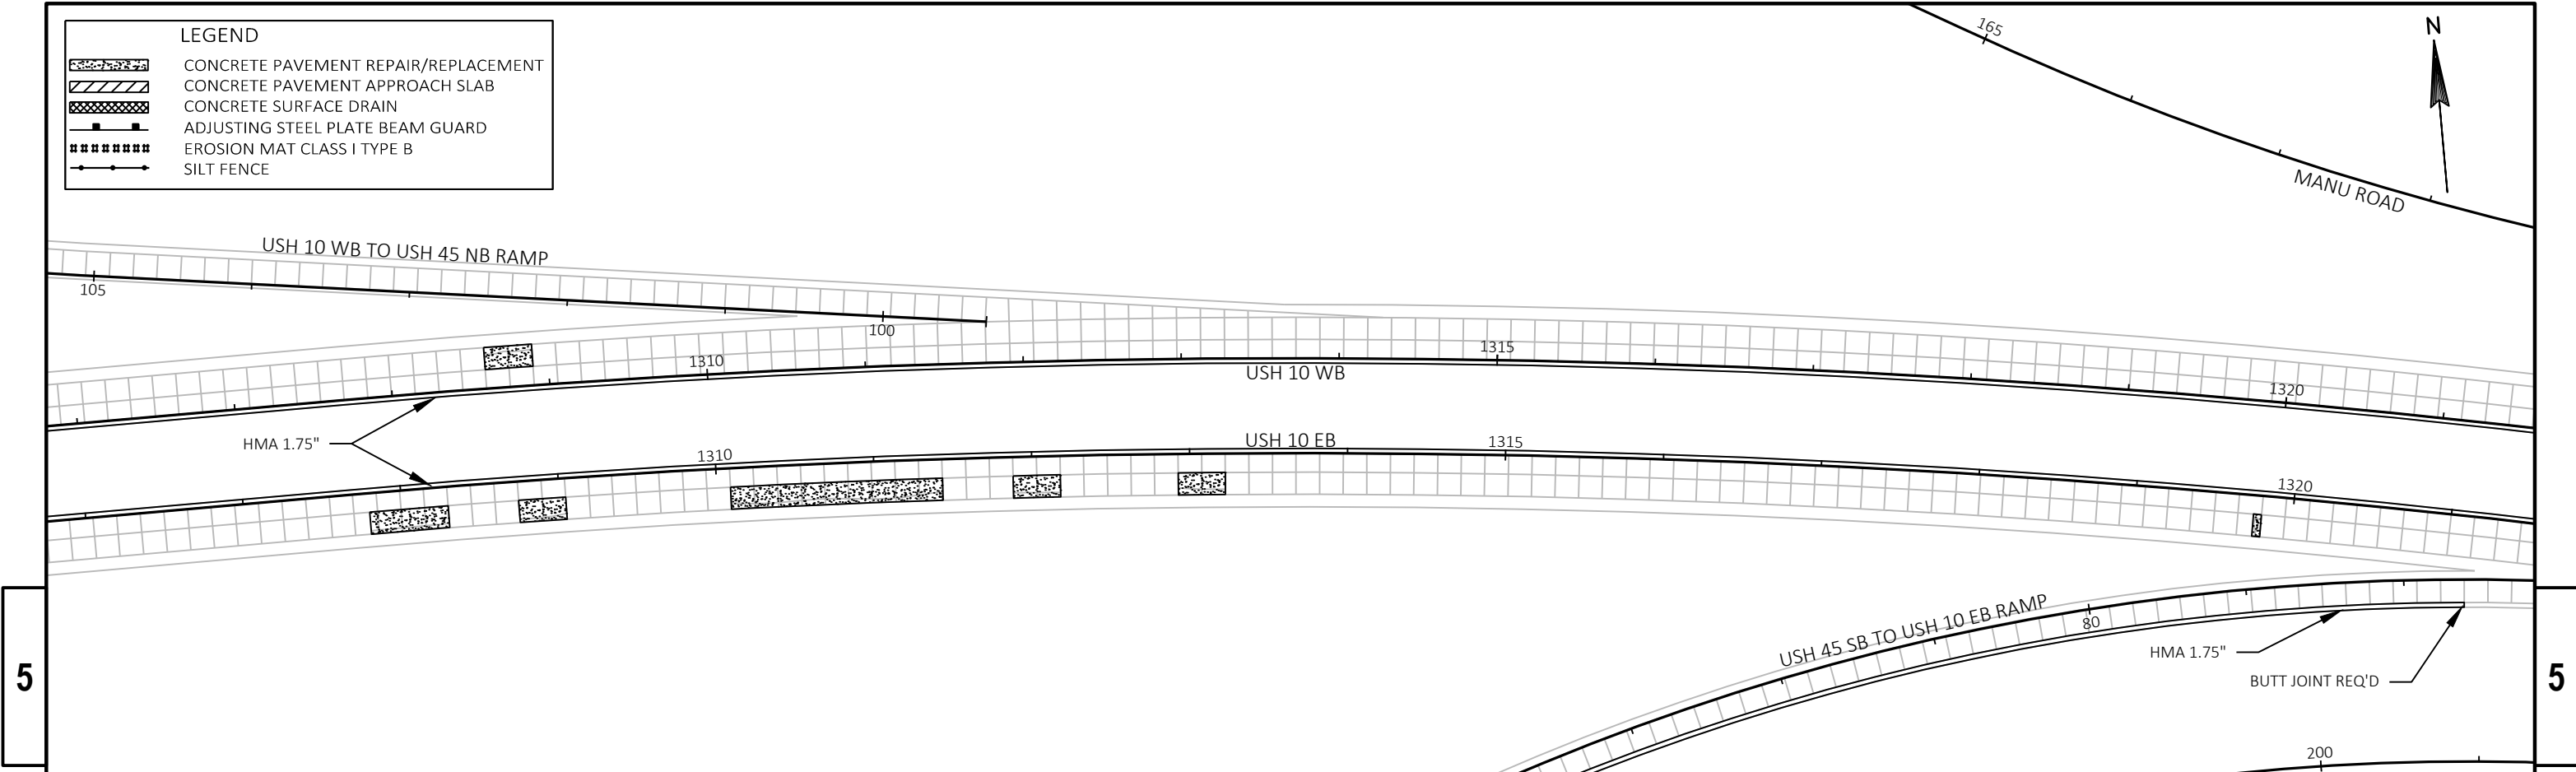 LEGEND
CONCRETE PAVEMENT REPAIR/REPLACEMENT
CONCRETE PAVEMENT APPROACH SLAB
CONCRETE SURFACE DRAIN
ADJUSTING STEEL PLATE BEAM GUARD
EROSION MAT CLASS I TYPE B
SILT FENCE
165
N
MANU ROAD
USH 10 WB TO USH 45 NB RAMP
105
100
1310
1315
1320
USH 10 WB
HMA 1.75"
USH 10 EB
1310
1315
1320
USH 45 SB TO USH 10 EB RAMP
80
HMA 1.75"
BUTT JOINT REQ'D
5
5
200